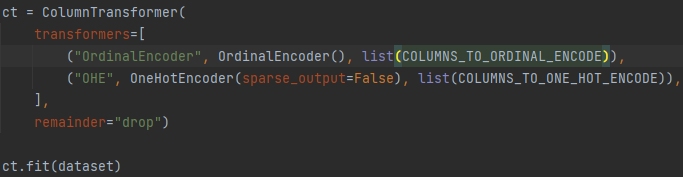 ct = ColumnTransformer(
    transformers=[
        ("OrdinalEncoder", OrdinalEncoder(), list(COLUMNS_TO_ORDINAL_ENCODE)),
        ("OHE", OneHotEncoder(sparse_output=False), list(COLUMNS_TO_ONE_HOT_ENCODE)),
    ],
    remainder="drop")
ct.fit(dataset)